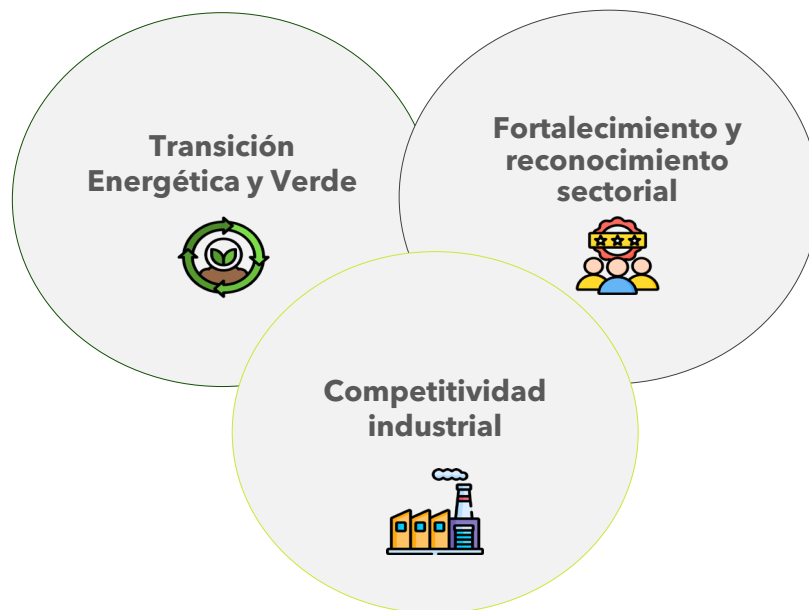 Transición
Energética y Verde
Fortalecimiento y
reconocimiento
sectorial
Competitividad
industrial